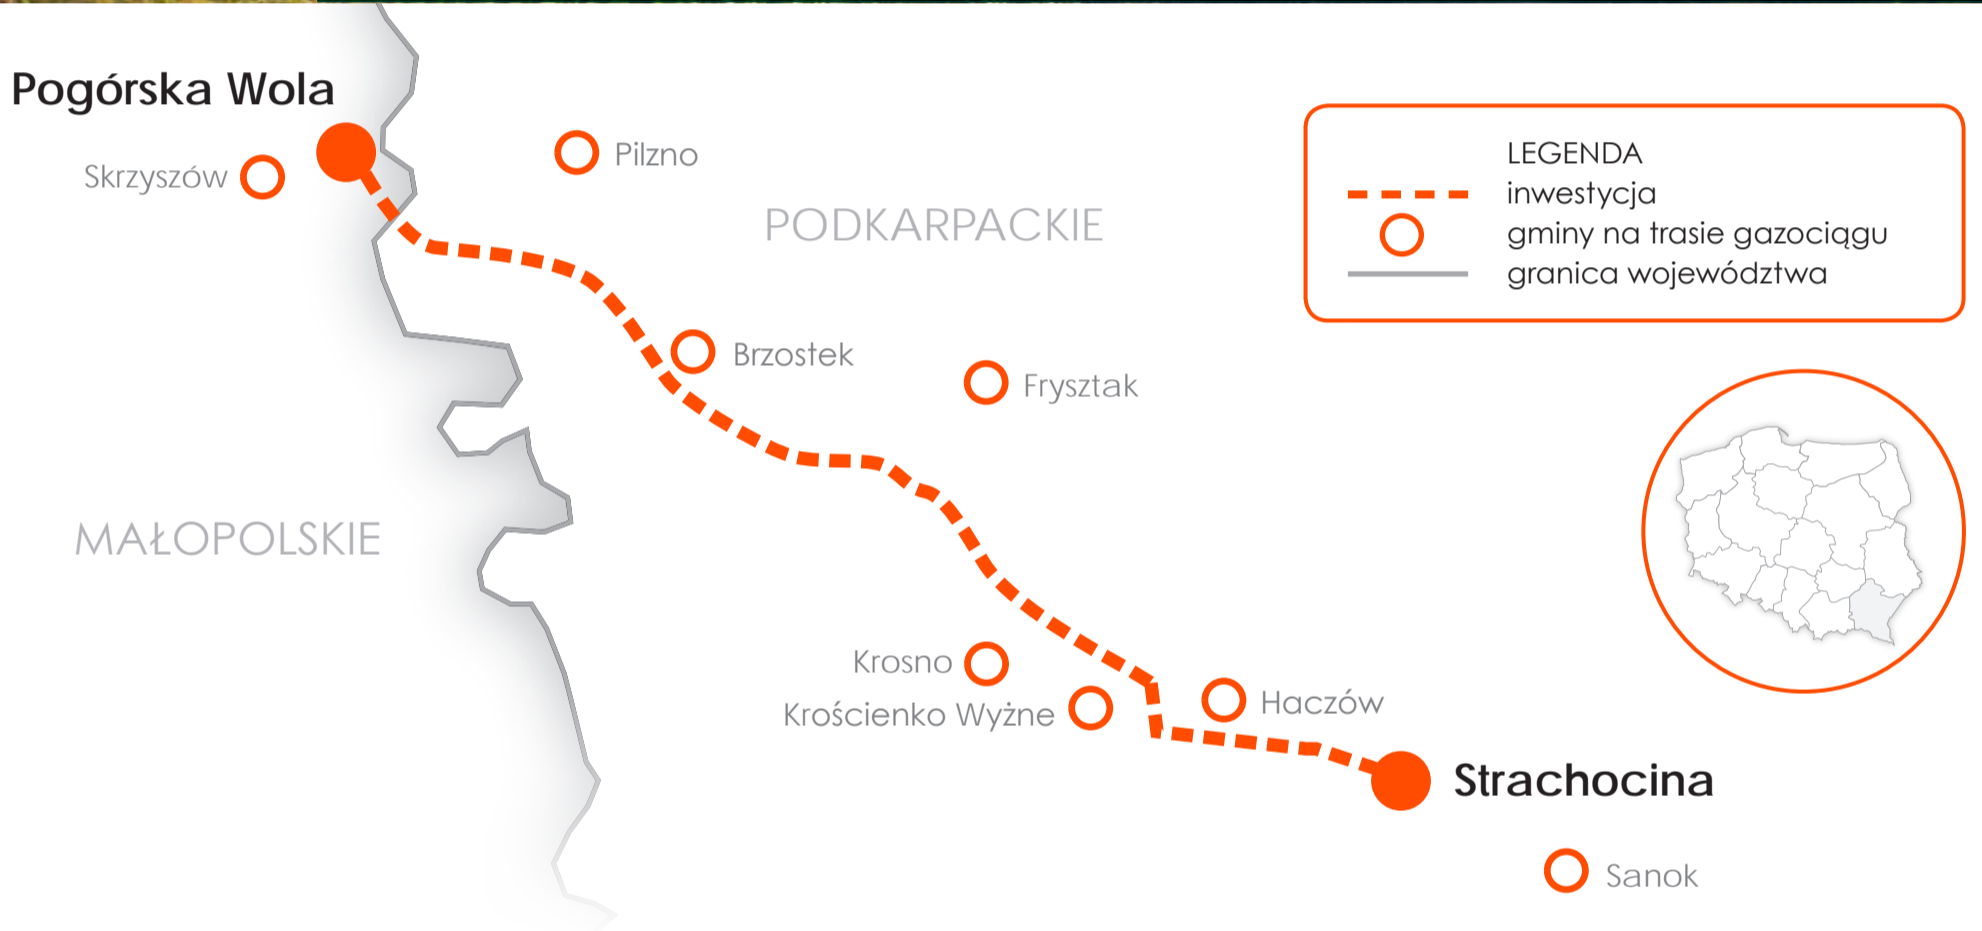 Pogórska Wola
Skrzyszów
Pilzno
PODKARPACKIE
LEGENDA
inwestycja
gminy na trasie gazociągu
granica województwa
Brzostek
Frysztak
MAŁOPOLSKIE
Krosno
Krościenko Wyżne
Haczów
Strachocina
Sanok